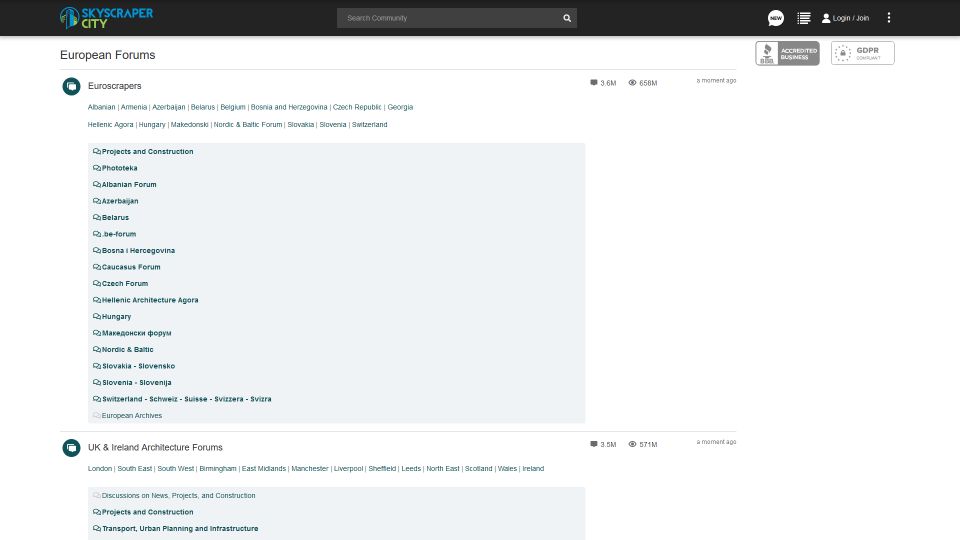 SKYSCRAPER
CITY
Search Community
NEW
Login / Join
European Forums
ACCREDITED
BUSINESS
BBB
GDPR
COMPLIANT
Euroscrapers
3.6M
658M
a moment ago
Albanian | Armenia | Azerbaijan | Belarus | Belgium | Bosnia and Herzegovina | Czech Republic | Georgia
Hellenic Agora | Hungary | Makedonski | Nordic & Baltic Forum | Slovakia | Slovenia | Switzerland
Projects and Construction
Phototeka
Albanian Forum
Azerbaijan
Belarus
.be-forum
Bosna i Hercegovina
Caucasus Forum
Czech Forum
Hellenic Architecture Agora
Hungary
Македонски форум
Nordic & Baltic
Slovakia - Slovensko
Slovenia - Slovenija
Switzerland - Schweiz - Suisse - Svizzera - Svizra
European Archives
UK & Ireland Architecture Forums
3.5M
571M
a moment ago
London | South East | South West | Birmingham | East Midlands | Manchester | Liverpool | Sheffield | Leeds | North East | Scotland | Wales | Ireland
Discussions on News, Projects, and Construction
Projects and Construction
Transport, Urban Planning and Infrastructure